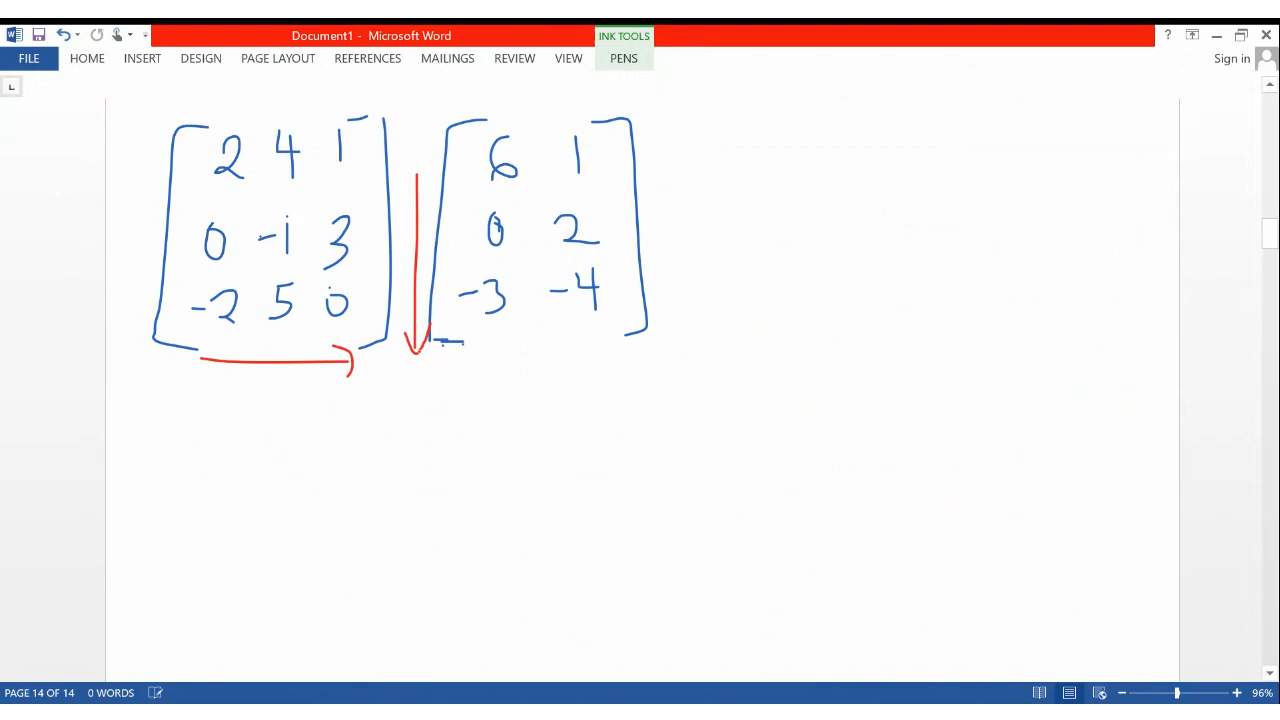 Document1 - Microsoft Word
INK TOOLS
?
FILE HOME INSERT DESIGN PAGE LAYOUT REFERENCES MAILINGS REVIEW VIEW PENS
Sign in
2 4 1 6 1
0 -1 3 0 2
-2 5 0 -3 -4
PAGE 14 OF 14 0 WORDS
96%